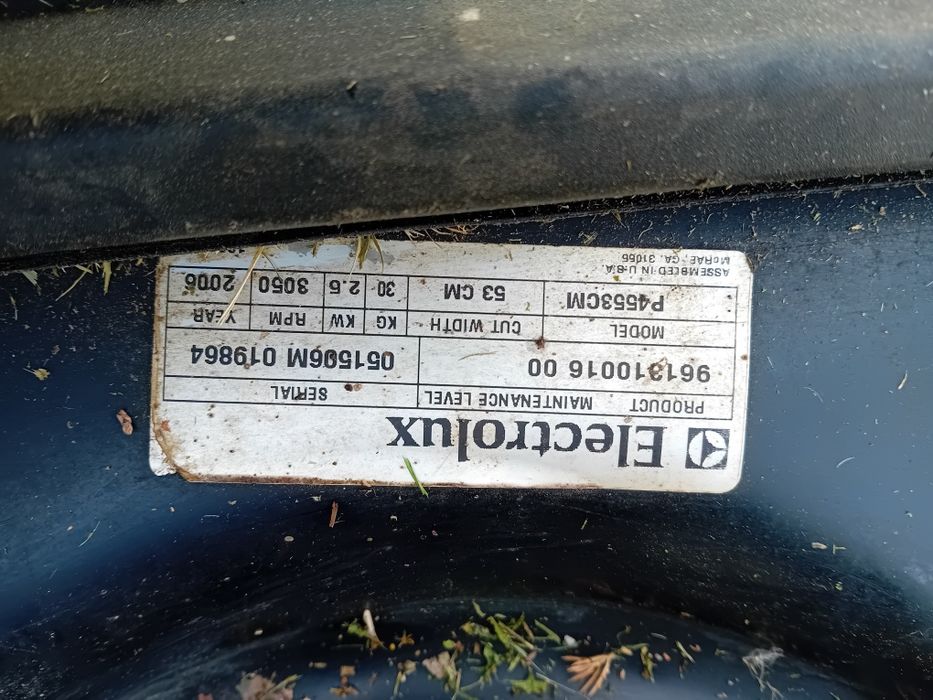 Electrolux
PRODUCT MAINTENANCE LEVEL SERIAL
961310016 00 051506M 019864
MODEL CUT WIDTH KG KW RPM YEAR
P4553CM 53 CM 30 2.6 3050 2006
ASSEMBLED IN U.S.A.
McRAE, GA. 31055